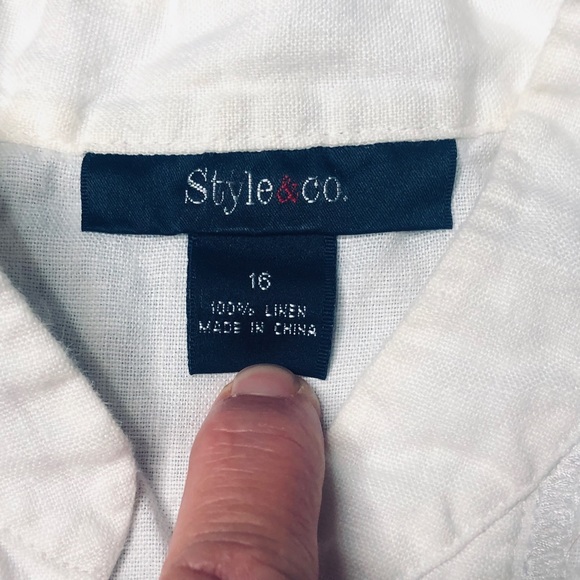 Style&co.
16
100% LINEN
MADE IN CHINA